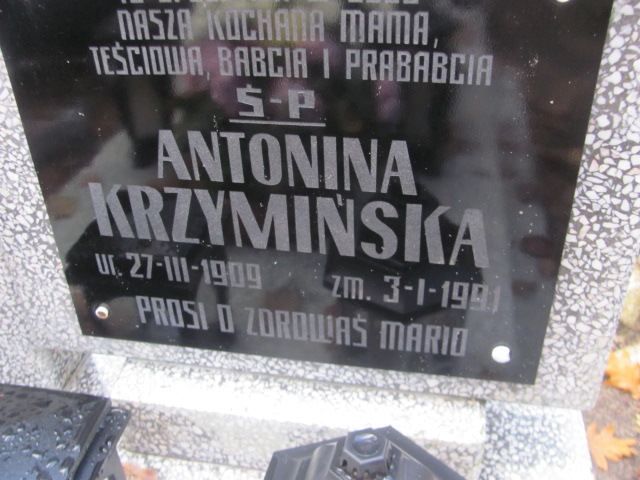 NASZA KOCHANA MAMA,
TEŚCIOWA, BABCIA I PRABABCIA
Ś-P
ANTONINA
KRZYMIŃSKA
ur. 27-III-1909 zm. 3-I-1991
PROSI O ZDROWAŚ MARIO